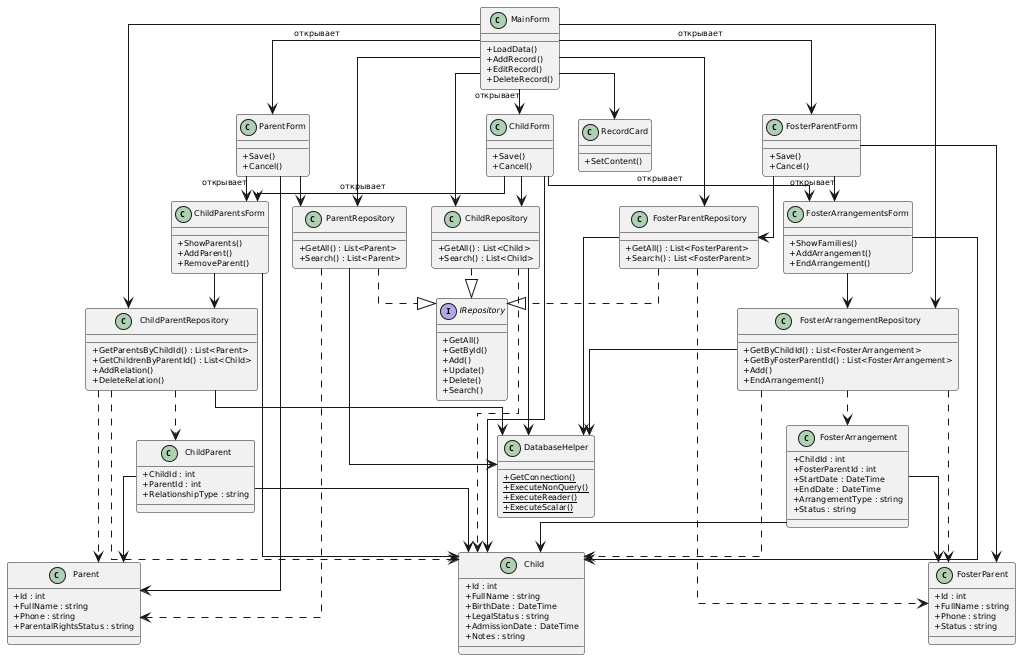 C MainForm
+LoadData()
+AddRecord()
+EditRecord()
+DeleteRecord()
открывает
открывает
открывает
C ParentForm
+Save()
+Cancel()
C ChildForm
+Save()
+Cancel()
C RecordCard
+SetContent()
C FosterParentForm
+Save()
+Cancel()
открывает
открывает
открывает
открывает
C ChildParentsForm
+ShowParents()
+AddParent()
+RemoveParent()
C ParentRepository
+GetAll() : List<Parent>
+Search() : List<Parent>
C ChildRepository
+GetAll() : List<Child>
+Search() : List<Child>
C FosterParentRepository
+GetAll() : List<FosterParent>
+Search() : List<FosterParent>
C FosterArrangementsForm
+ShowFamilies()
+AddArrangement()
+EndArrangement()
C ChildParentRepository
+GetParentsByChildId() : List<Parent>
+GetChildrenByParentId() : List<Child>
+AddRelation()
+DeleteRelation()
I IRepository
+GetAll()
+GetById()
+Add()
+Update()
+Delete()
+Search()
C FosterArrangementRepository
+GetByChildId() : List<FosterArrangement>
+GetByFosterParentId() : List<FosterArrangement>
+Add()
+EndArrangement()
C ChildParent
+ChildId : int
+ParentId : int
+RelationshipType : string
C DatabaseHelper
+GetConnection()
+ExecuteNonQuery()
+ExecuteReader()
+ExecuteScalar()
C FosterArrangement
+ChildId : int
+FosterParentId : int
+StartDate : DateTime
+EndDate : DateTime
+ArrangementType : string
+Status : string
C Parent
+Id : int
+FullName : string
+Phone : string
+ParentalRightsStatus : string
C Child
+Id : int
+FullName : string
+BirthDate : DateTime
+LegalStatus : string
+AdmissionDate : DateTime
+Notes : string
C FosterParent
+Id : int
+FullName : string
+Phone : string
+Status : string